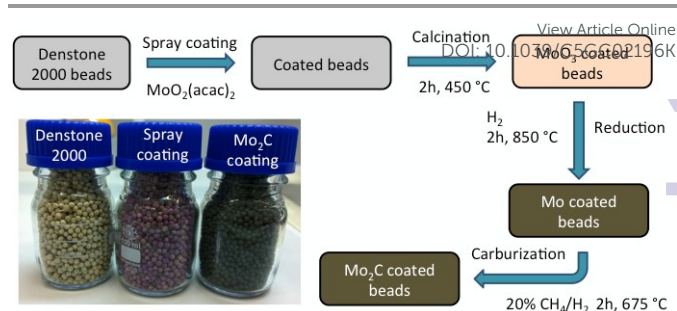 View Article Online
DOI: 10.1039/C5GC02196K
Denstone
2000 beads
Spray coating
MoO₂(acac)₂
Coated beads
Calcination
2h, 450 °C
MoO₃ coated
beads
H₂
2h, 850 °C
Reduction
Mo coated
beads
Carburization
20% CH₄/H₂ 2h, 675 °C
Mo₂C coated
beads
Denstone
2000
Spray
coating
Mo₂C
coating